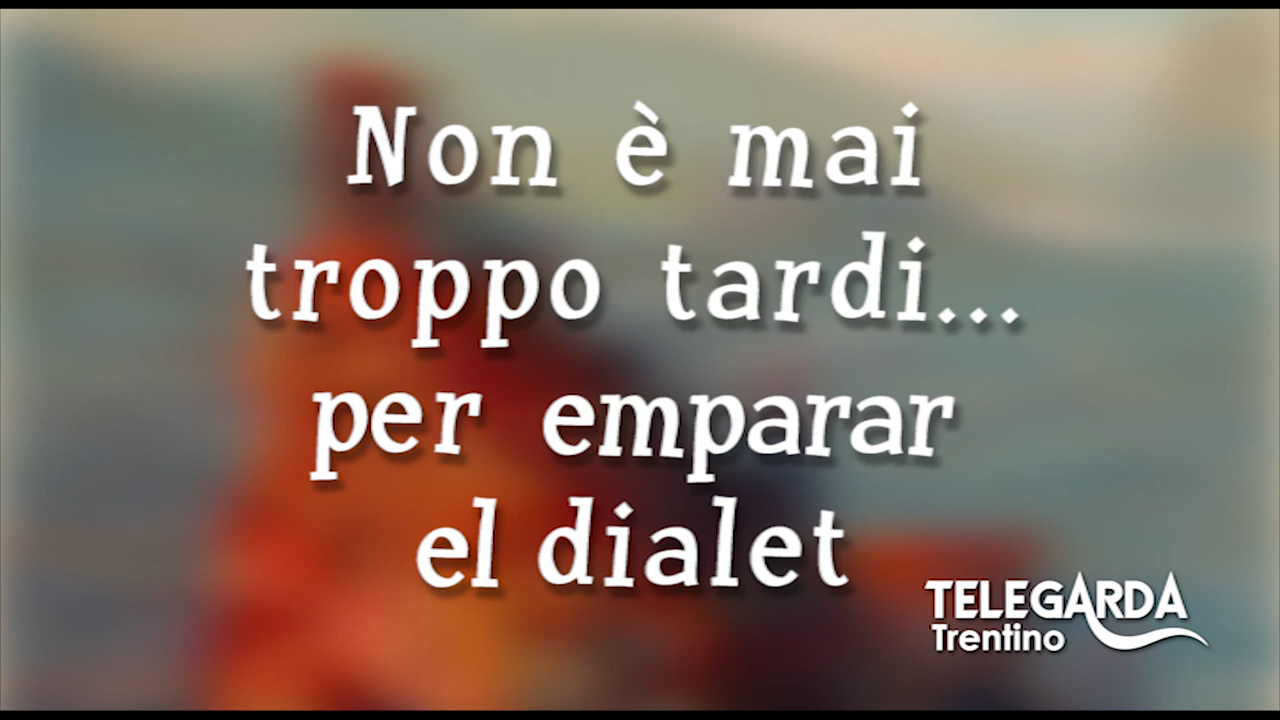 Non è mai
troppo tardi...
per emparar
el dialet
TELEGARDA
Trentino